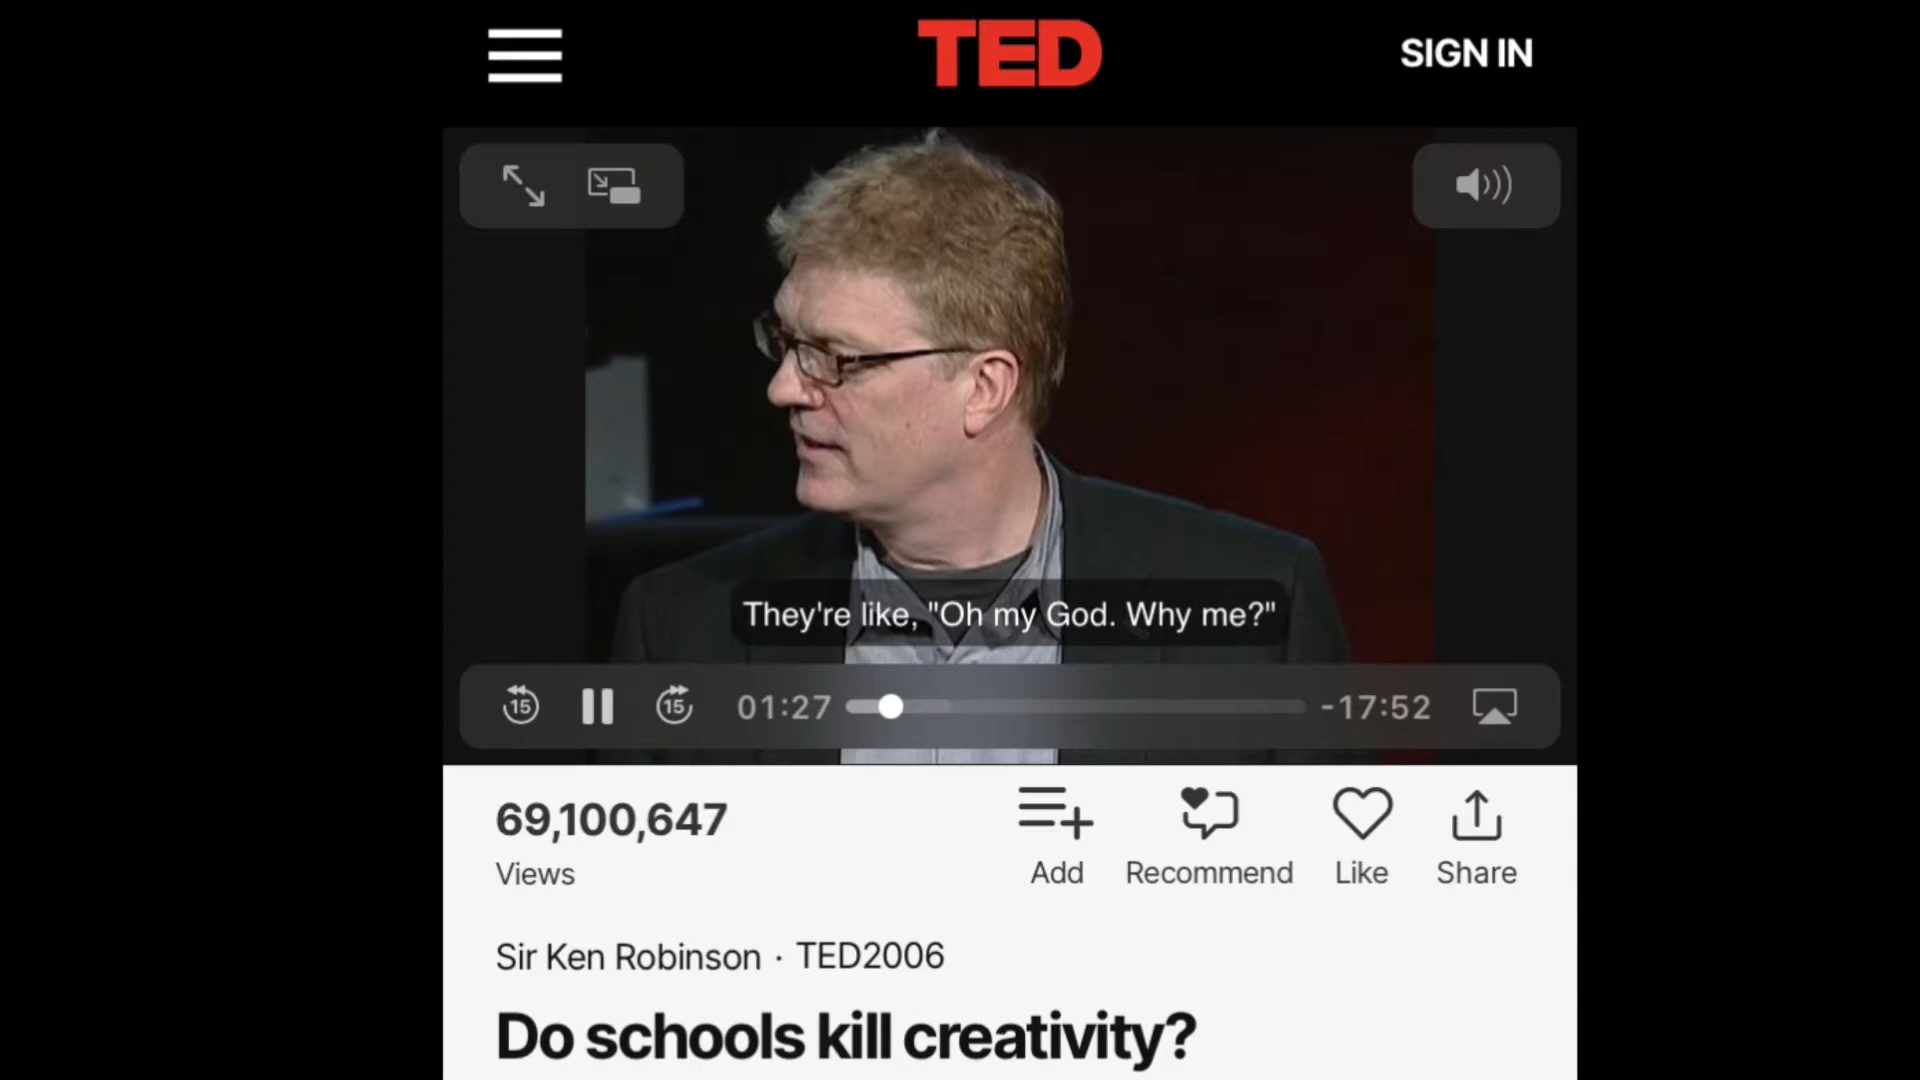 TED
SIGN IN
They're like, "Oh my God. Why me?"
15
15
01:27
-17:52
69,100,647
Views
Add
Recommend
Like
Share
Sir Ken Robinson · TED2006
Do schools kill creativity?